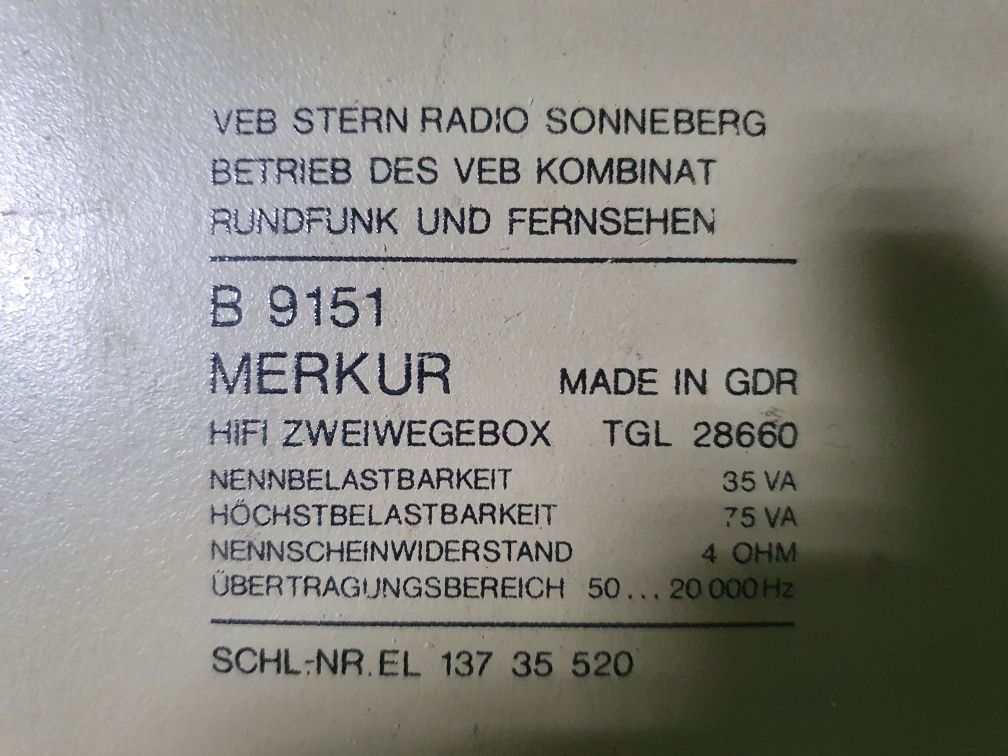 VEB STERN RADIO SONNEBERG
BETRIEB DES VEB KOMBINAT
RUNDFUNK UND FERNSEHEN
B 9151
MERKUR MADE IN GDR
HIFI ZWEIWEGEBOX TGL 28660
NENNBELASTBARKEIT 35 VA
HÖCHSTBELASTBARKEIT 75 VA
NENNSCHEINWIDERSTAND 4 OHM
ÜBERTRAGUNGSBEREICH 50...20 000 Hz
SCHL.-NR. EL 137 35 520